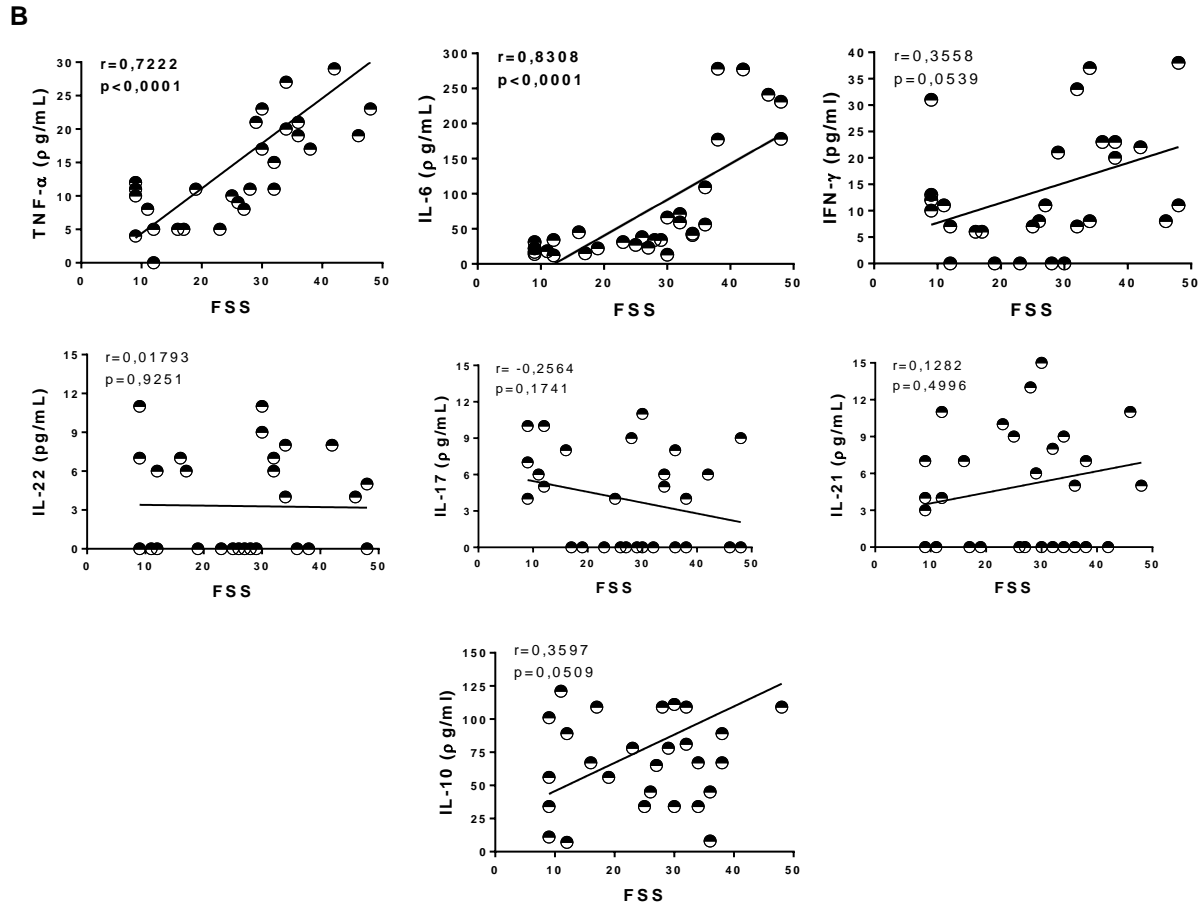 B
r=0,7222
p<0,0001
TNF-α (ρ g/mL)
30
25
20
15
10
5
0
0 10 20 30 40 50
FSS
r=0,8308
p<0,0001
IL-6 (ρ g/mL)
300
250
200
150
100
50
0
0 10 20 30 40 50
FSS
r=0,3558
p=0,0539
IFN-γ (pg/ml)
40
35
30
25
20
15
10
5
0
0 10 20 30 40 50
FSS
r=0,01793
p=0,9251
IL-22 (pg/mL)
15
12
9
6
3
0
0 10 20 30 40 50
FSS
r= -0,2564
p=0,1741
IL-17 (ρ g/mL)
15
12
9
6
3
0
0 10 20 30 40 50
FSS
r=0,1282
p=0,4996
IL-21 (ρ g/mL)
15
12
9
6
3
0
0 10 20 30 40 50
FSS
r=0,3597
p=0,0509
IL-10 (ρ g/ml)
150
125
100
75
50
25
0
0 10 20 30 40 50
FSS